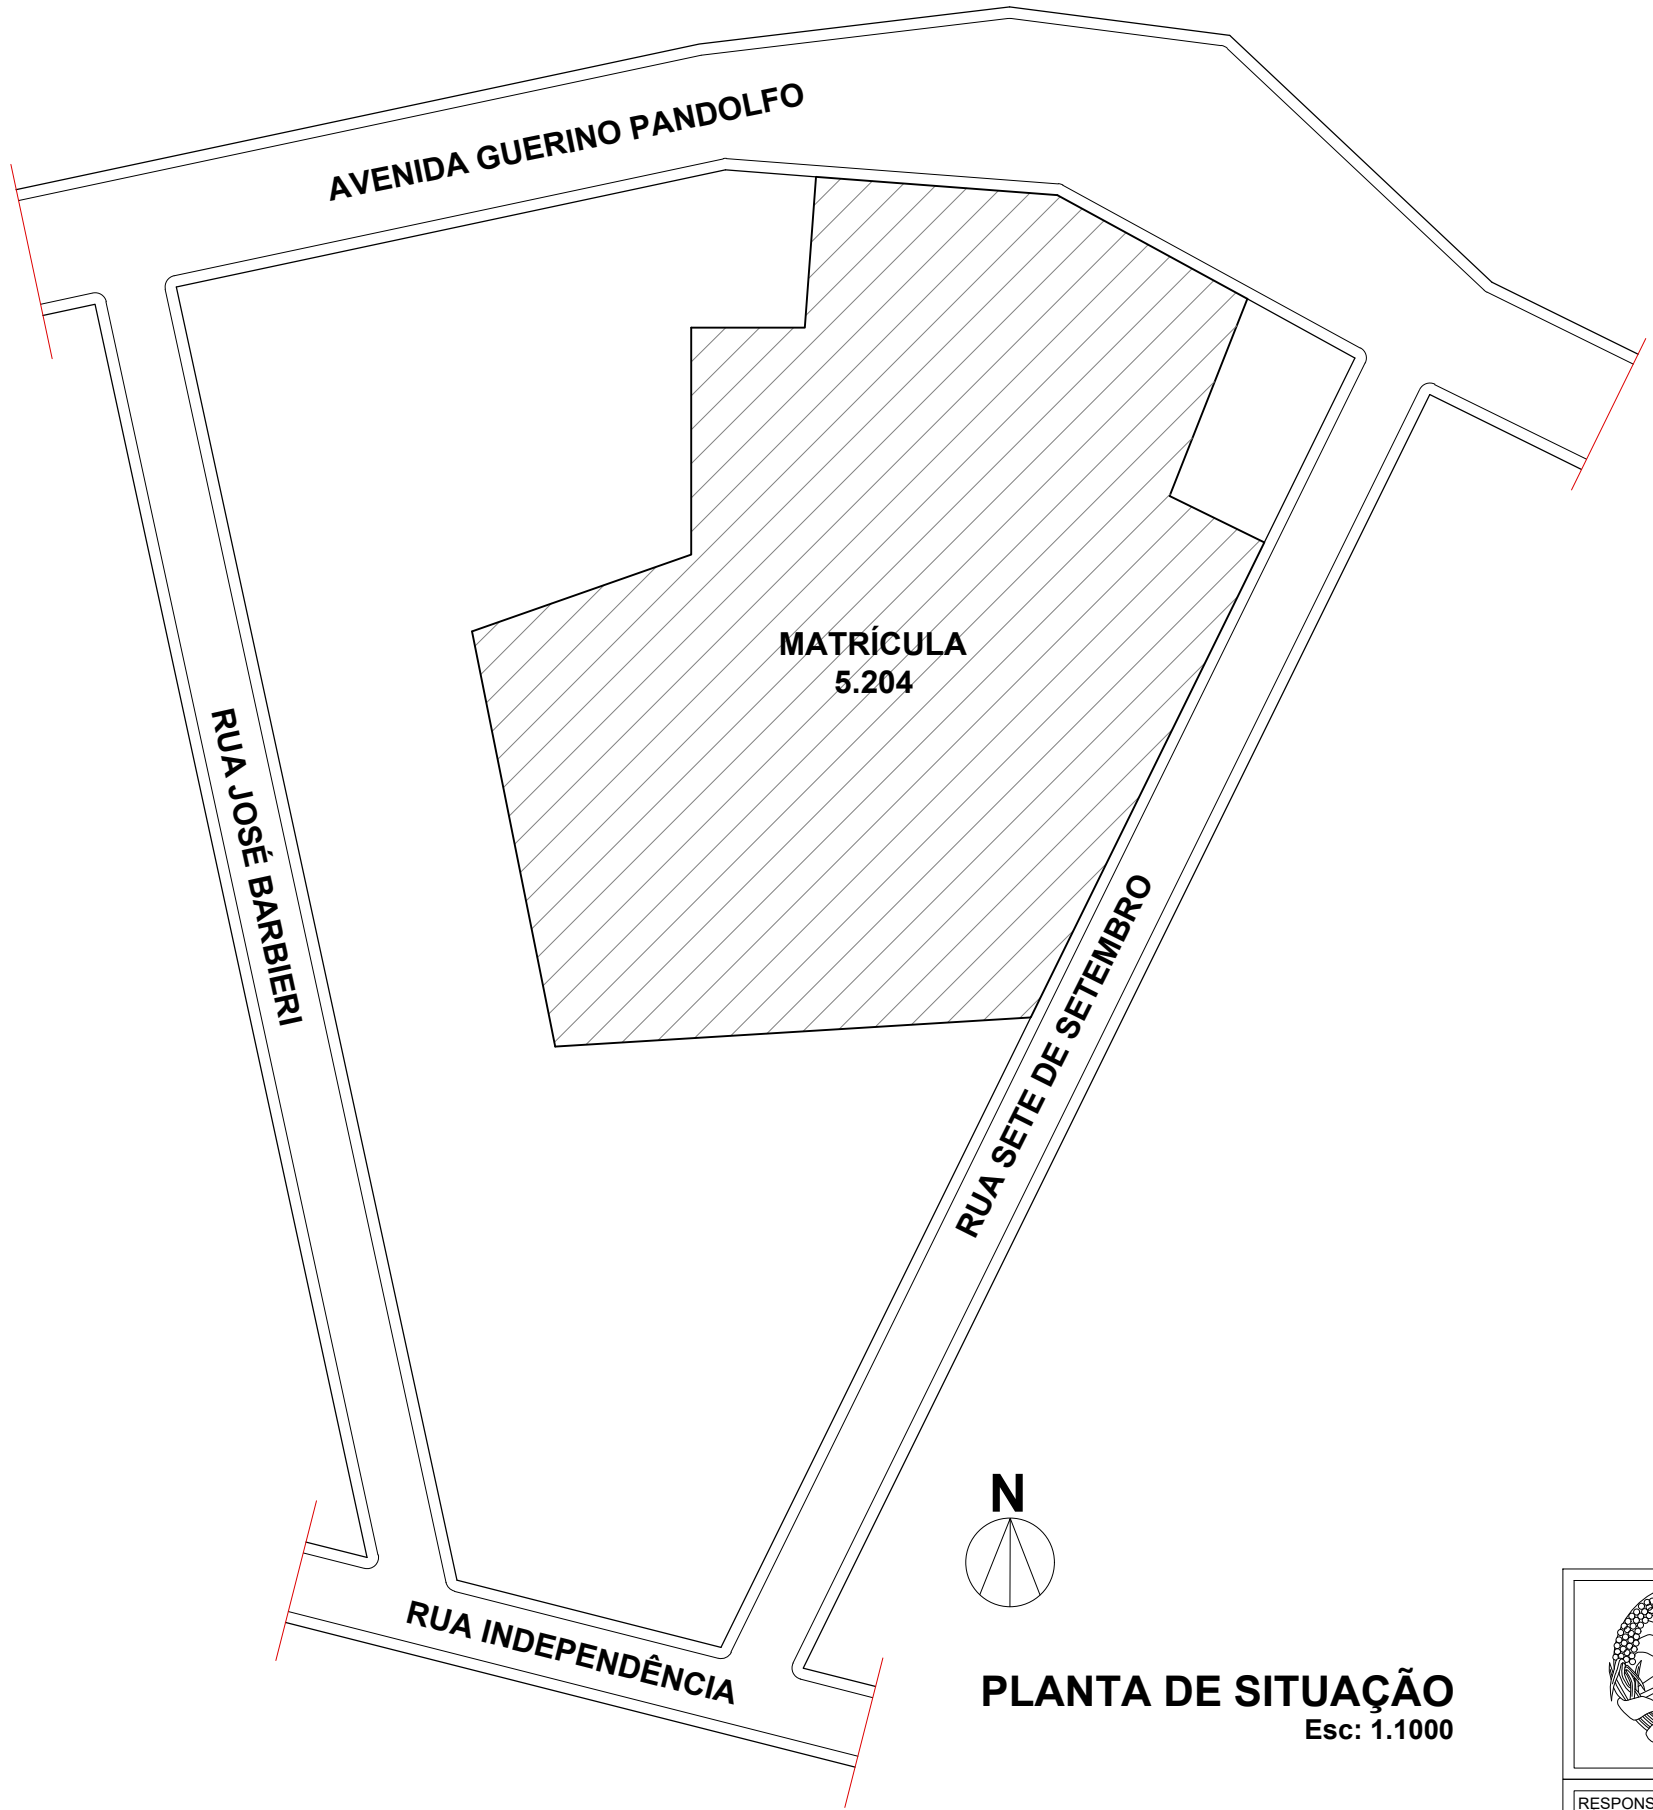 AVENIDA GUERINO PANDOLFO
MATRÍCULA
5.204
RUA JOSÉ BARBIERI
RUA SETE DE SETEMBRO
N
RUA INDEPENDÊNCIA
PLANTA DE SITUAÇÃO
Esc: 1.1000